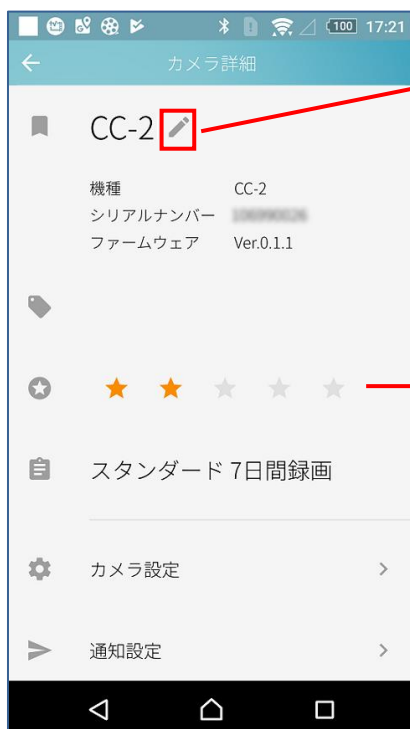 100 17:21
カメラ詳細
CC-2
機種 CC-2
シリアルナンバー
ファームウェア Ver.0.1.1
スタンダード 7日間録画
カメラ設定
通知設定